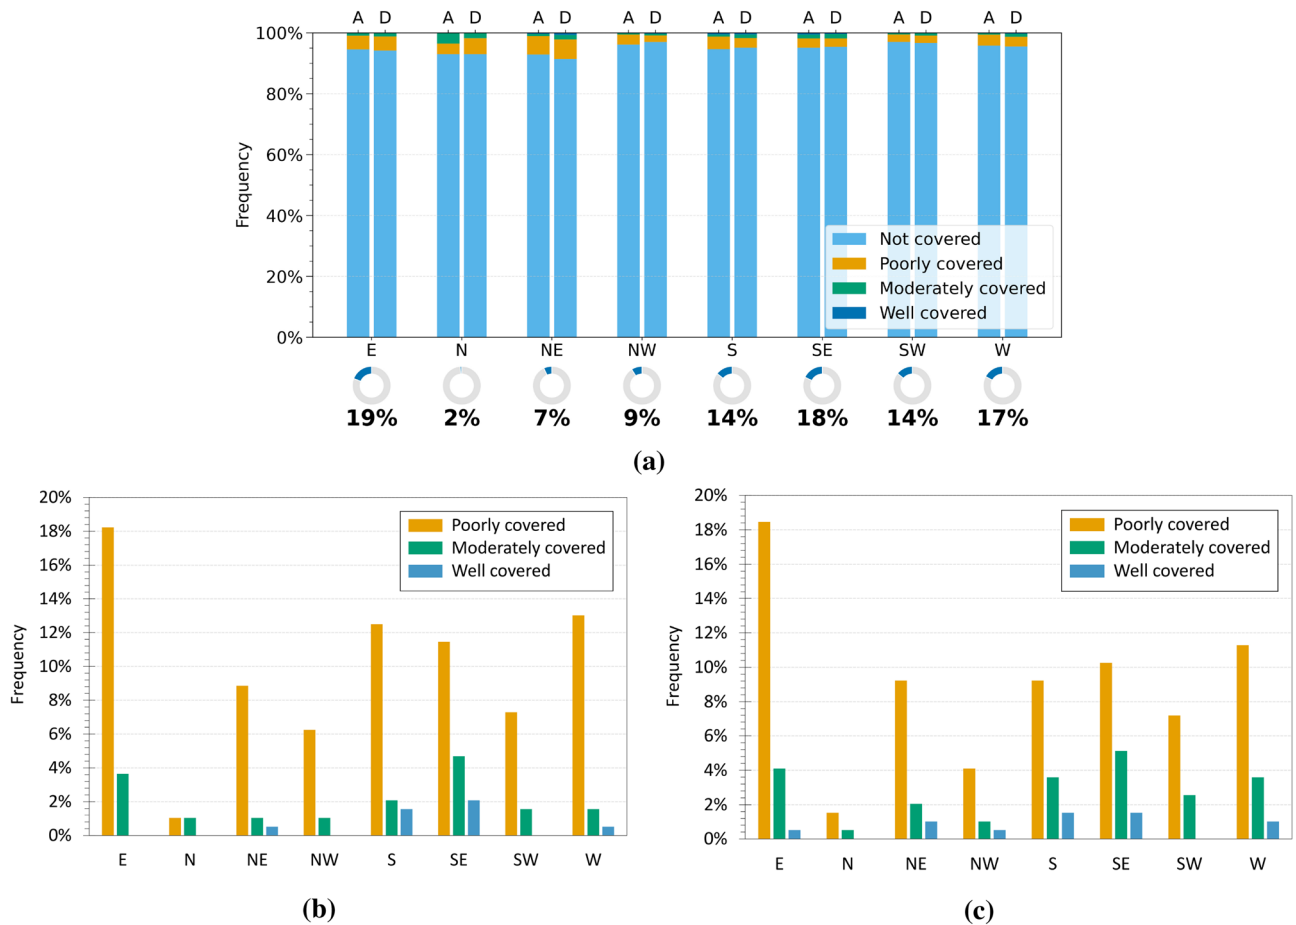 A D A D A D A D A D A D A D A D
100%
80%
60%
40%
20%
0%
Frequency
Not covered
Poorly covered
Moderately covered
Well covered
E N NE NW S SE SW W
19% 2% 7% 9% 14% 18% 14% 17%
(a)
20%
18%
16%
14%
12%
10%
8%
6%
4%
2%
0%
Frequency
Poorly covered
Moderately covered
Well covered
E N NE NW S SE SW W
(b)
20%
18%
16%
14%
12%
10%
8%
6%
4%
2%
0%
Frequency
Poorly covered
Moderately covered
Well covered
E N NE NW S SE SW W
(c)